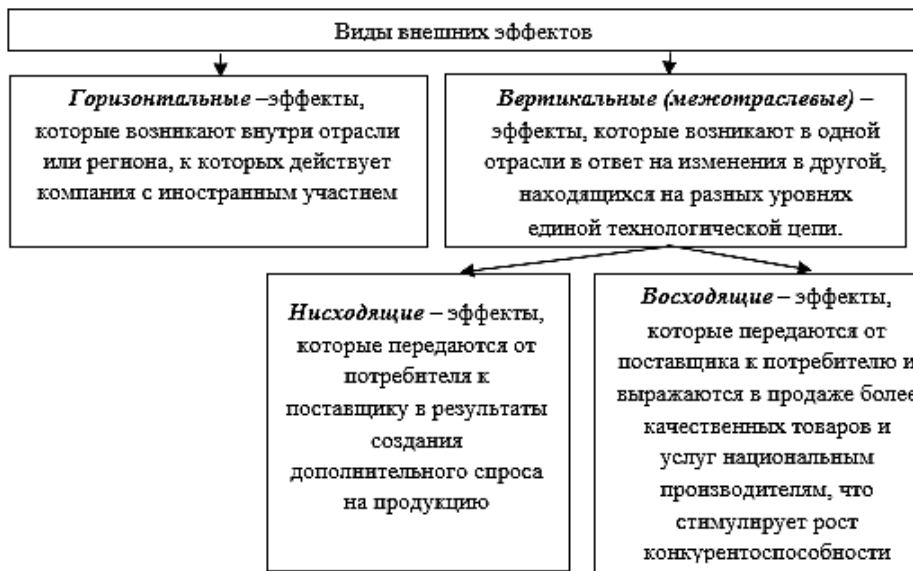 Виды внешних эффектов
Горизонтальные –эффекты,
которые возникают внутри отрасли
или региона, к которых действует
компания с иностранным участием
Вертикальные (межотраслевые) –
эффекты, которые возникают в одной
отрасли в ответ на изменения в другой,
находящихся на разных уровнях
единой технологической цепи.
Нисходящие – эффекты,
которые передаются от
потребителя к
поставщику в результаты
создания
дополнительного спроса
на продукцию
Восходящие – эффекты,
которые передаются от
поставщика к потребителю и
выражаются в продаже более
качественных товаров и
услуг национальным
производителям, что
стимулирует рост
конкурентоспособности